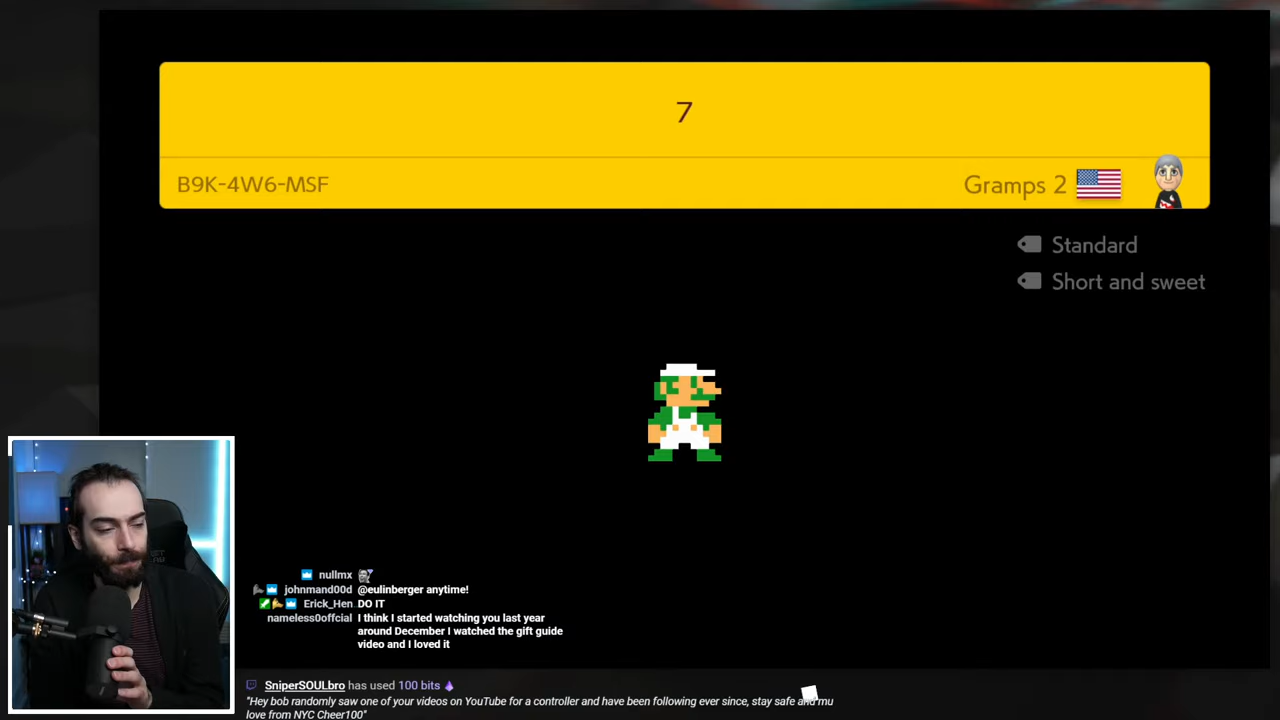 7
B9K-4W6-MSF
Gramps 2
Standard
Short and sweet
nullmx
johnmand00d @eulinberger anytime!
Erick_Hen DO IT
nameless0offcial I think I started watching you last year
around December I watched the gift guide
video and I loved it
SniperSOULbro has used 100 bits
"Hey bob randomly saw one of your videos on YouTube for a controller and have been following ever since, stay safe and mu
love from NYC Cheer100"